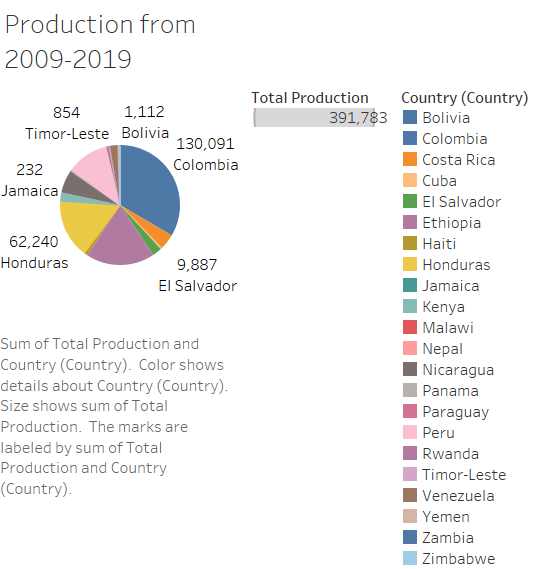 Production from
2009-2019
Total Production
391,783
Country (Country)
Bolivia
Colombia
Costa Rica
Cuba
El Salvador
Ethiopia
Haiti
Honduras
Jamaica
Kenya
Malawi
Nepal
Nicaragua
Panama
Paraguay
Peru
Rwanda
Timor-Leste
Venezuela
Yemen
Zambia
Zimbabwe
854
Timor-Leste
1,112
Bolivia
130,091
Colombia
232
Jamaica
62,240
Honduras
9,887
El Salvador
Sum of Total Production and
Country (Country).  Color shows
details about Country (Country).
Size shows sum of Total
Production.  The marks are
labeled by sum of Total
Production and Country
(Country).